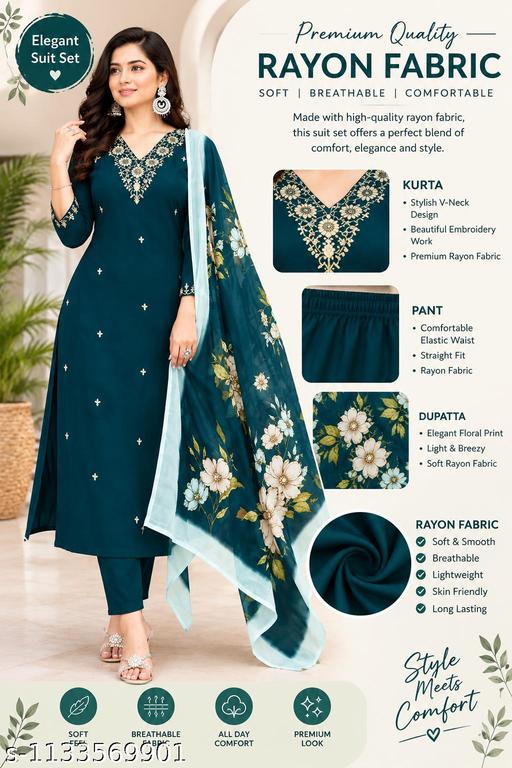 Elegant
Suit Set
Premium Quality
RAYON FABRIC
SOFT | BREATHABLE | COMFORTABLE
Made with high-quality rayon fabric,
this suit set offers a perfect blend of
comfort, elegance and style.
KURTA
• Stylish V-Neck
Design
• Beautiful Embroidery
Work
• Premium Rayon Fabric
PANT
• Comfortable
Elastic Waist
• Straight Fit
• Rayon Fabric
DUPATTA
• Elegant Floral Print
• Light & Breezy
• Soft Rayon Fabric
RAYON FABRIC
Soft & Smooth
Breathable
Lightweight
Skin Friendly
Long Lasting
Style
Meets
Comfort
SOFT
FEEL
BREATHABLE
FABRIC
ALL DAY
COMFORT
PREMIUM
LOOK
s-1133569901